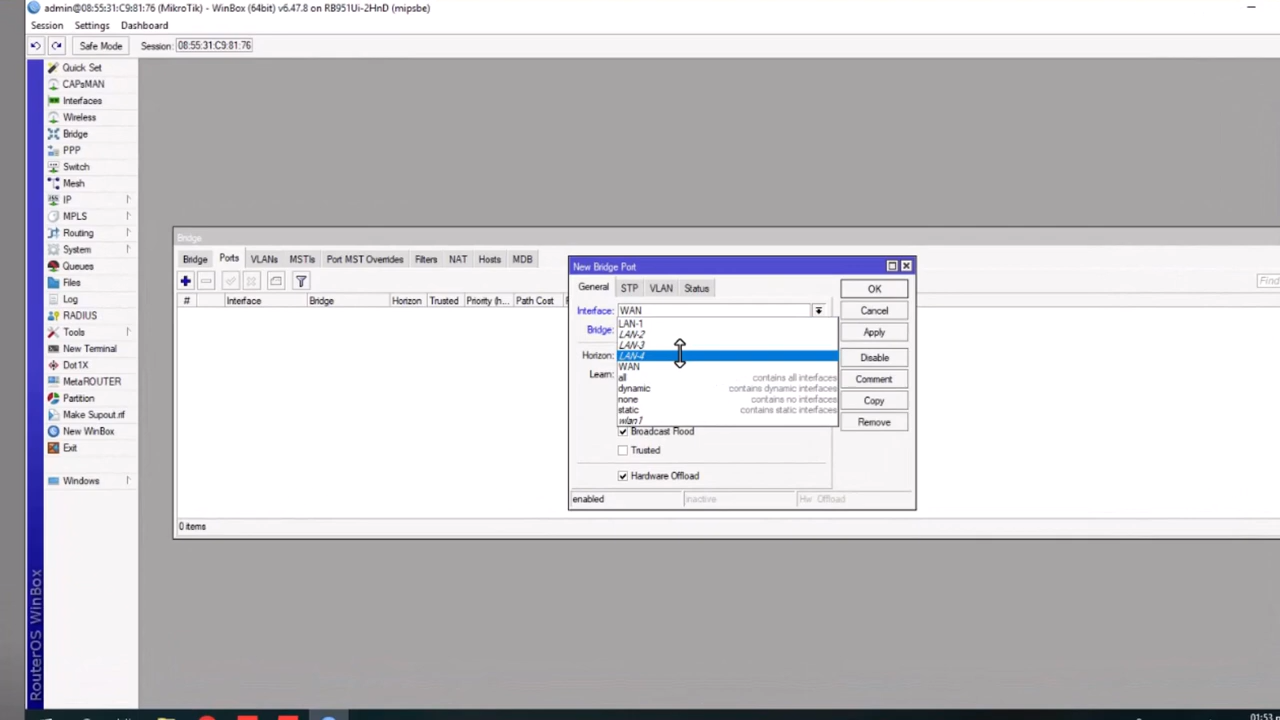 admin@08:55:31:C9:81:76 (MikroTik) - WinBox (64bit) v6.47.8 on RB951Ui-2HnD (mipsbe)
Session Settings Dashboard
Safe Mode Session: 08:55:31:C9:81:76
Quick Set
CAPsMAN
Interfaces
Wireless
Bridge
PPP
Switch
Mesh
IP
MPLS
Routing
System
Queues
Files
Log
RADIUS
Tools
New Terminal
Dot1X
MetaROUTER
Partition
Make Supout.rif
New WinBox
Exit
Windows
RouterOS WinBox
Bridge
Bridge Ports VLANs MSTIs Port MST Overrides Filters NAT Hosts MDB
Find
# Interface Bridge Horizon Trusted Priority (h... Path Cost
0 items
New Bridge Port
General STP VLAN Status
Interface: WAN
LAN-1
LAN-2
LAN-3
LAN-4
WAN
all contains all interfaces
dynamic contains dynamic interfaces
none contains no interfaces
static contains static interfaces
wlan1
Bridge:
Horizon:
Learn:
Broadcast Flood
Trusted
Hardware Offload
enabled inactive Hw. Offload
OK
Cancel
Apply
Disable
Comment
Copy
Remove
01:53